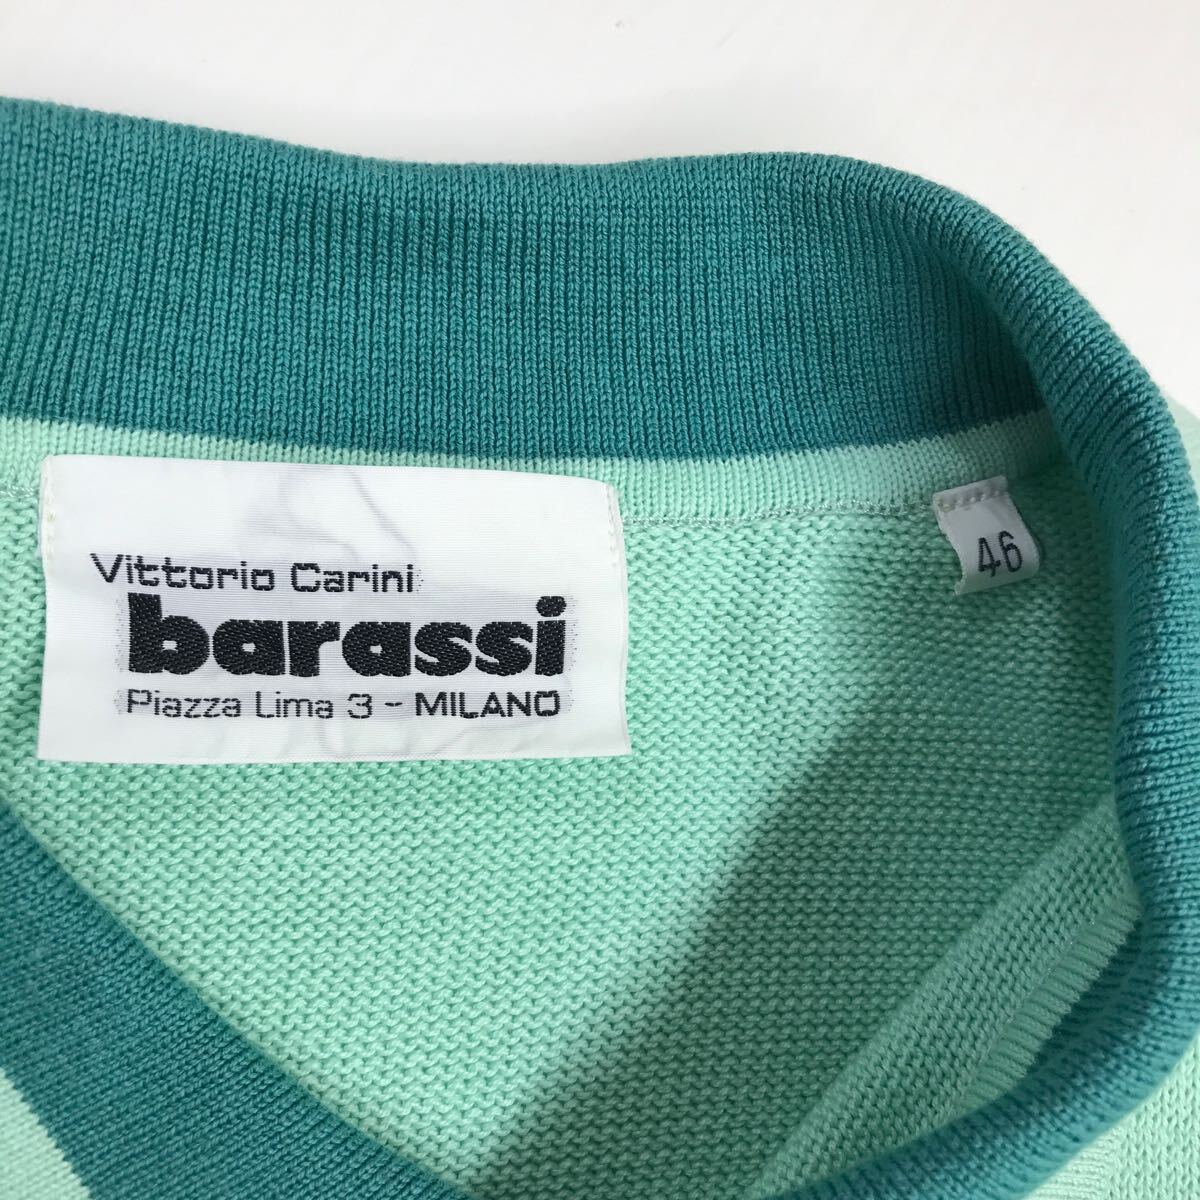 Vittorio Carini
barassi
Piazza Lima 3 - MILANO
46